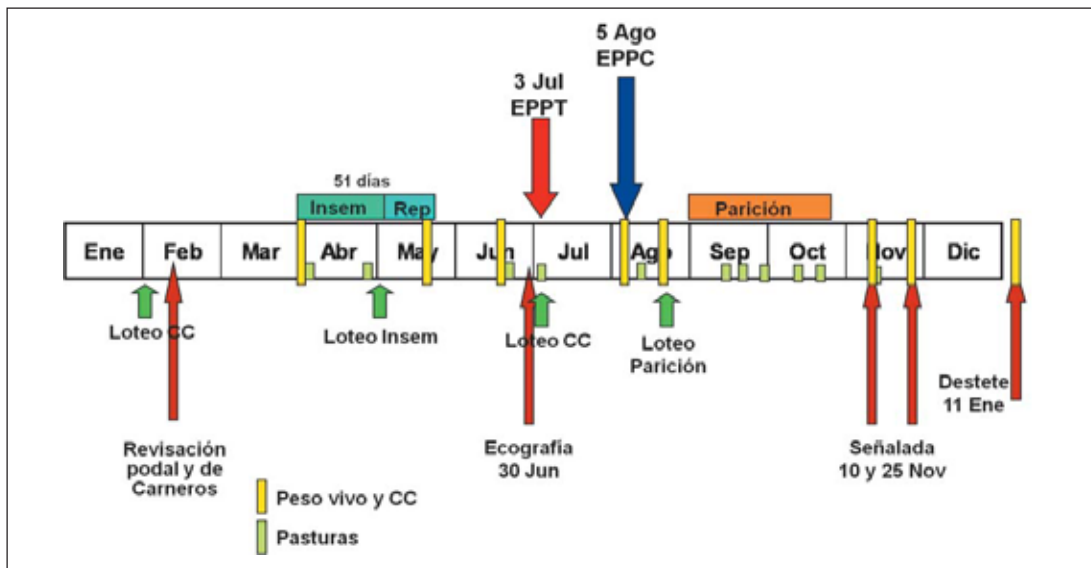 5 Ago
EPPC
3 Jul
EPPT
51 días
Insem
Rep
Parición
Ene
Feb
Mar
Abr
May
Jun
Jul
Ago
Sep
Oct
Nov
Dic
Loteo CC
Loteo Insem
Loteo CC
Loteo
Parición
Destete
11 Ene
Revisación
podal y de
Carneros
Ecografía
30 Jun
Señalada
10 y 25 Nov
Peso vivo y CC
Pasturas